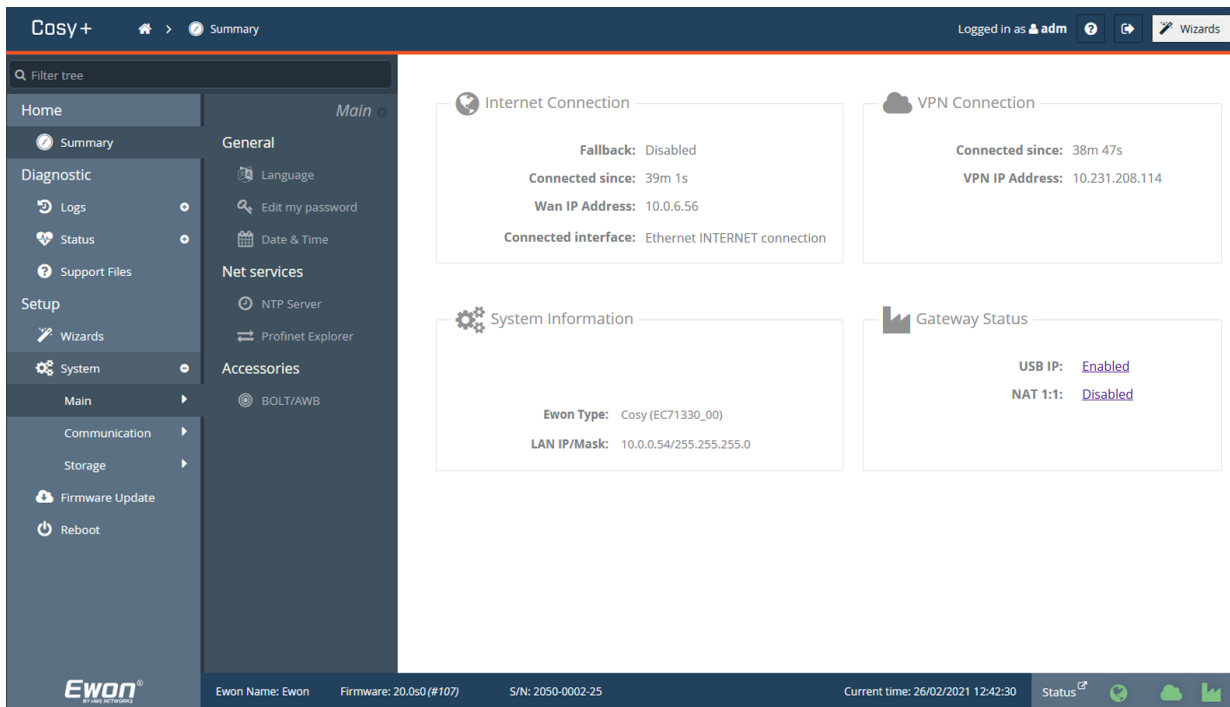 Cosy+
Summary
Logged in as adm
Wizards
Filter tree
Home
Summary
Diagnostic
Logs
Status
Support Files
Setup
Wizards
System
Main
Communication
Storage
Firmware Update
Reboot
Main
General
Language
Edit my password
Date & Time
Net services
NTP Server
Profinet Explorer
Accessories
BOLT/AWB
Internet Connection
Fallback: Disabled
Connected since: 39m 1s
Wan IP Address: 10.0.6.56
Connected interface: Ethernet INTERNET connection
VPN Connection
Connected since: 38m 47s
VPN IP Address: 10.231.208.114
System Information
Ewon Type: Cosy (EC71330_00)
LAN IP/Mask: 10.0.0.54/255.255.255.0
Gateway Status
USB IP: Enabled
NAT 1:1: Disabled
Ewon®
BY HMS NETWORKS
Ewon Name: Ewon
Firmware: 20.0s0 (#107)
S/N: 2050-0002-25
Current time: 26/02/2021 12:42:30
Status